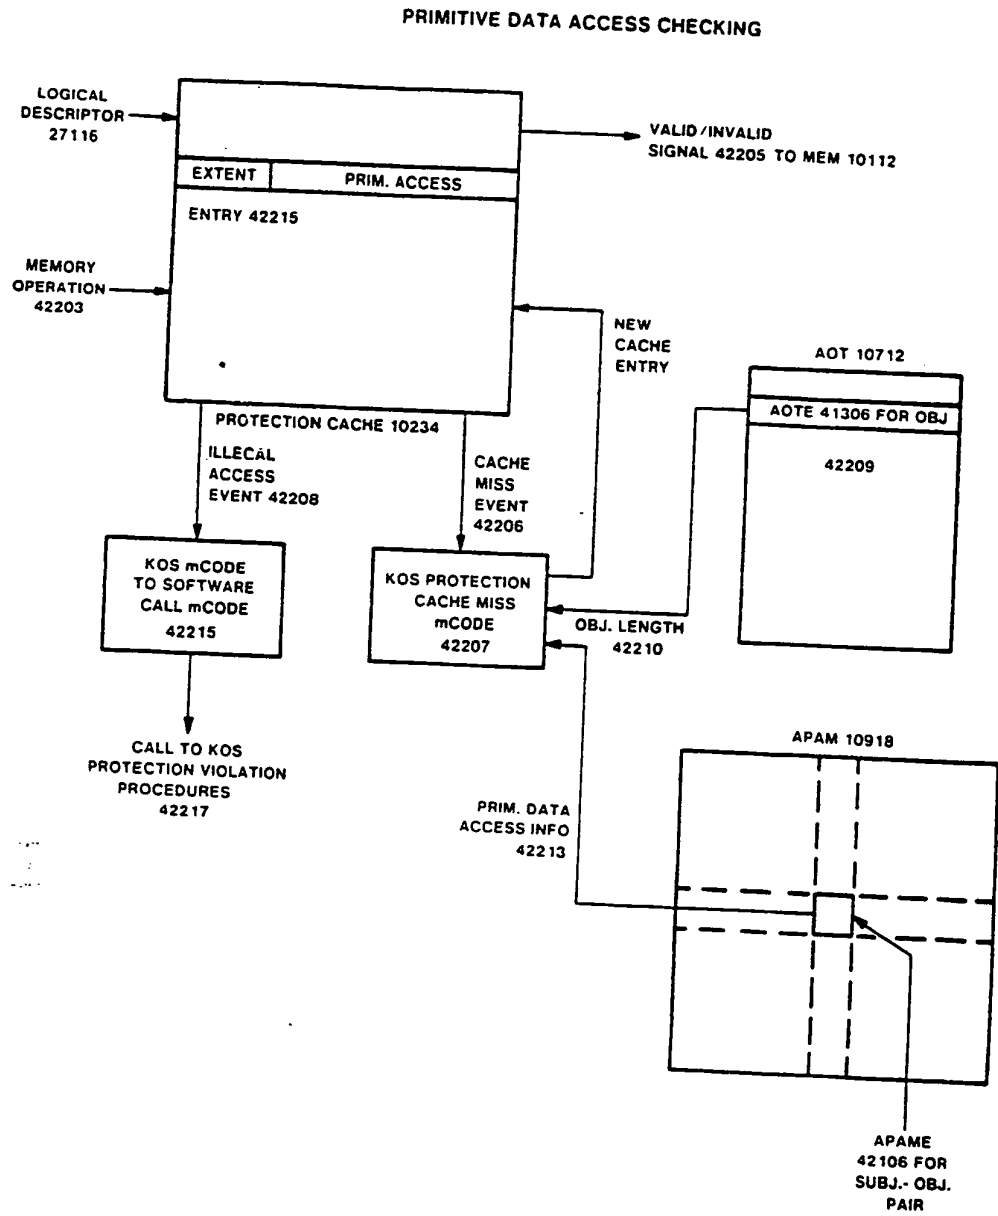 PRIMITIVE DATA ACCESS CHECKING
LOGICAL
DESCRIPTOR
27116
VALID/INVALID
SIGNAL 42205 TO MEM 10112
EXTENT
PRIM. ACCESS
ENTRY 42215
MEMORY
OPERATION
42203
NEW
CACHE
ENTRY
AOT 10712
AOTE 41306 FOR OBJ
42209
PROTECTION CACHE 10234
ILLECAL
ACCESS
EVENT 42208
CACHE
MISS
EVENT
42206
KOS mCODE
TO SOFTWARE
CALL mCODE
42215
KOS PROTECTION
CACHE MISS
mCODE
42207
OBJ. LENGTH
42210
CALL TO KOS
PROTECTION VIOLATION
PROCEDURES
42217
APAM 10918
PRIM. DATA
ACCESS INFO
42213
APAME
42106 FOR
SUBJ.- OBJ.
PAIR